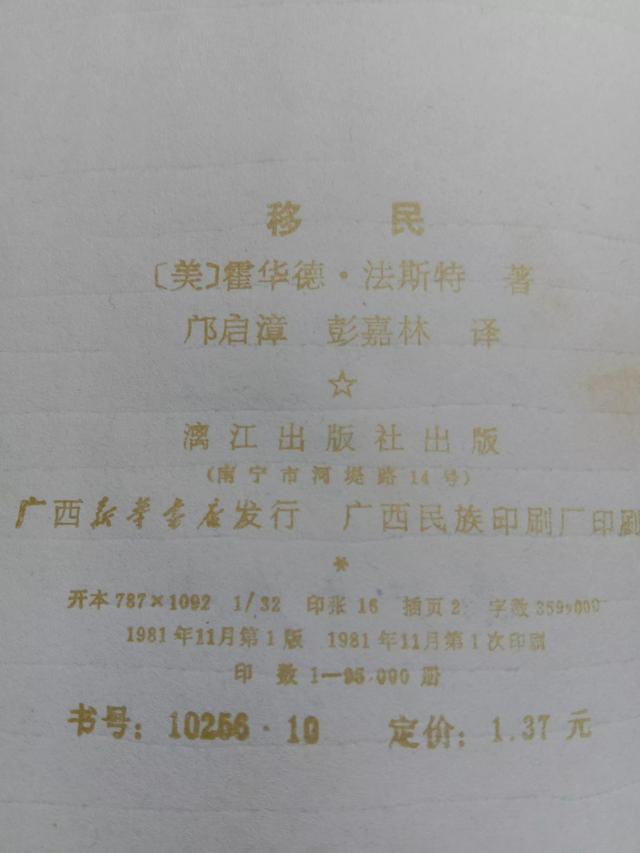 移 民
〔美〕霍华德·法斯特 著
邝启漳 彭嘉林 译
☆
漓江出版社出版
(南宁市河堤路14号)
广西新华书店发行 广西民族印刷厂印刷
*
开本787×1092 1/32 印张16 插页2 字数359,000
1981年11月第1版 1981年11月第1次印刷
印 数1—95,000册
书号：10256·10 定价：1.37元